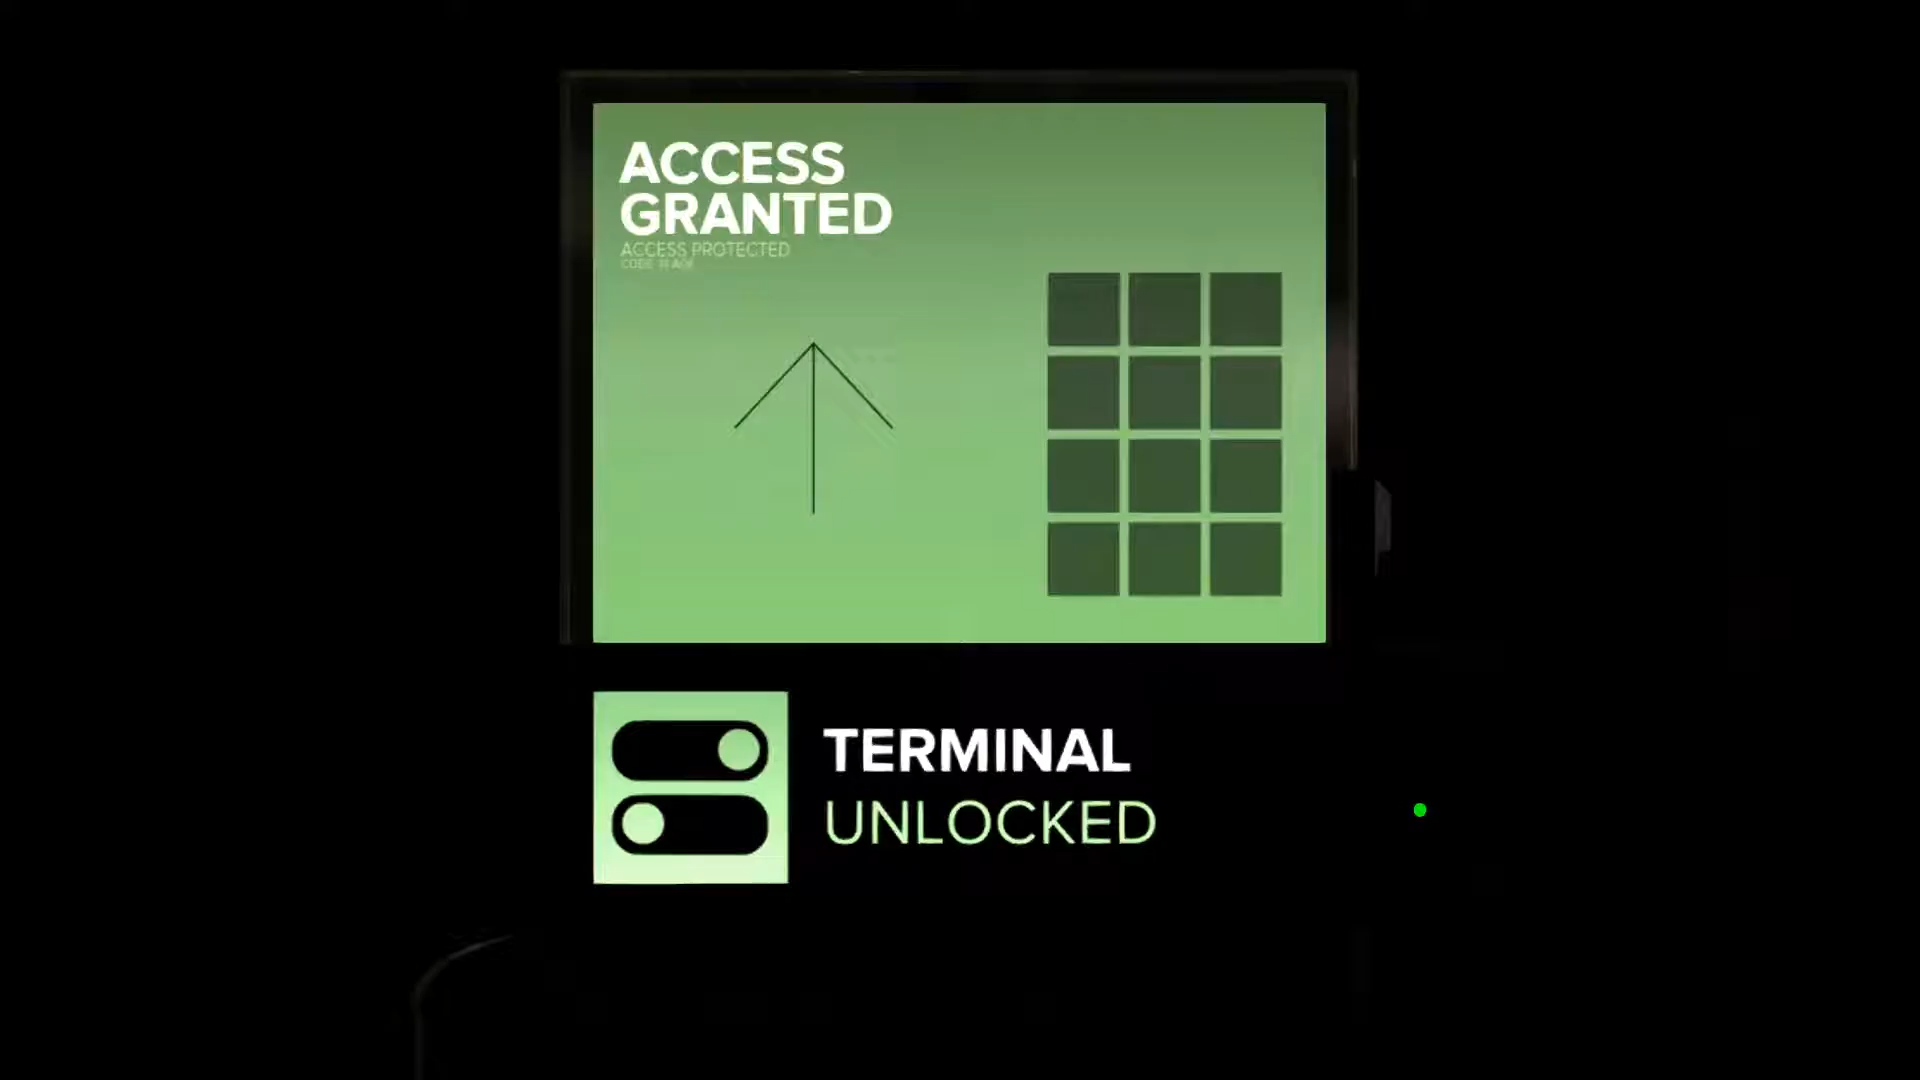 ACCESS
GRANTED
ACCESS PROTECTED
TERMINAL
UNLOCKED